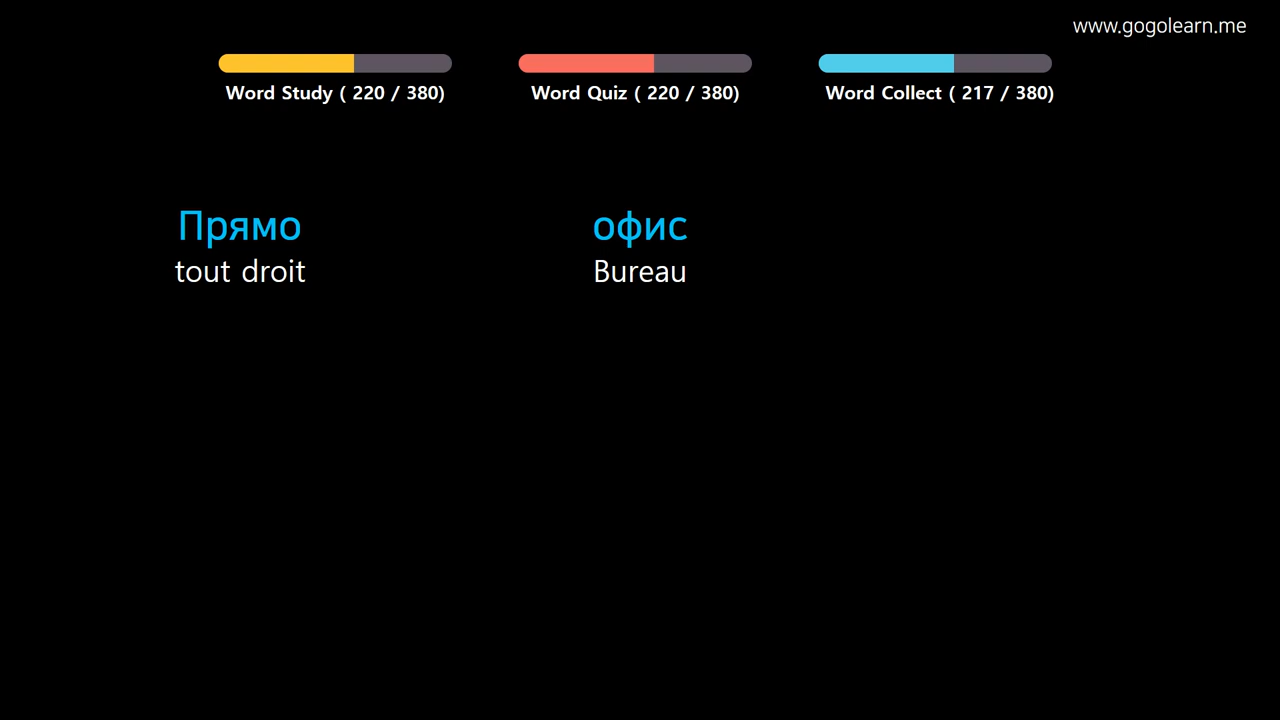 www.gogolearn.me
Word Study ( 220 / 380)
Word Quiz ( 220 / 380)
Word Collect ( 217 / 380)
Прямо
tout droit
офис
Bureau